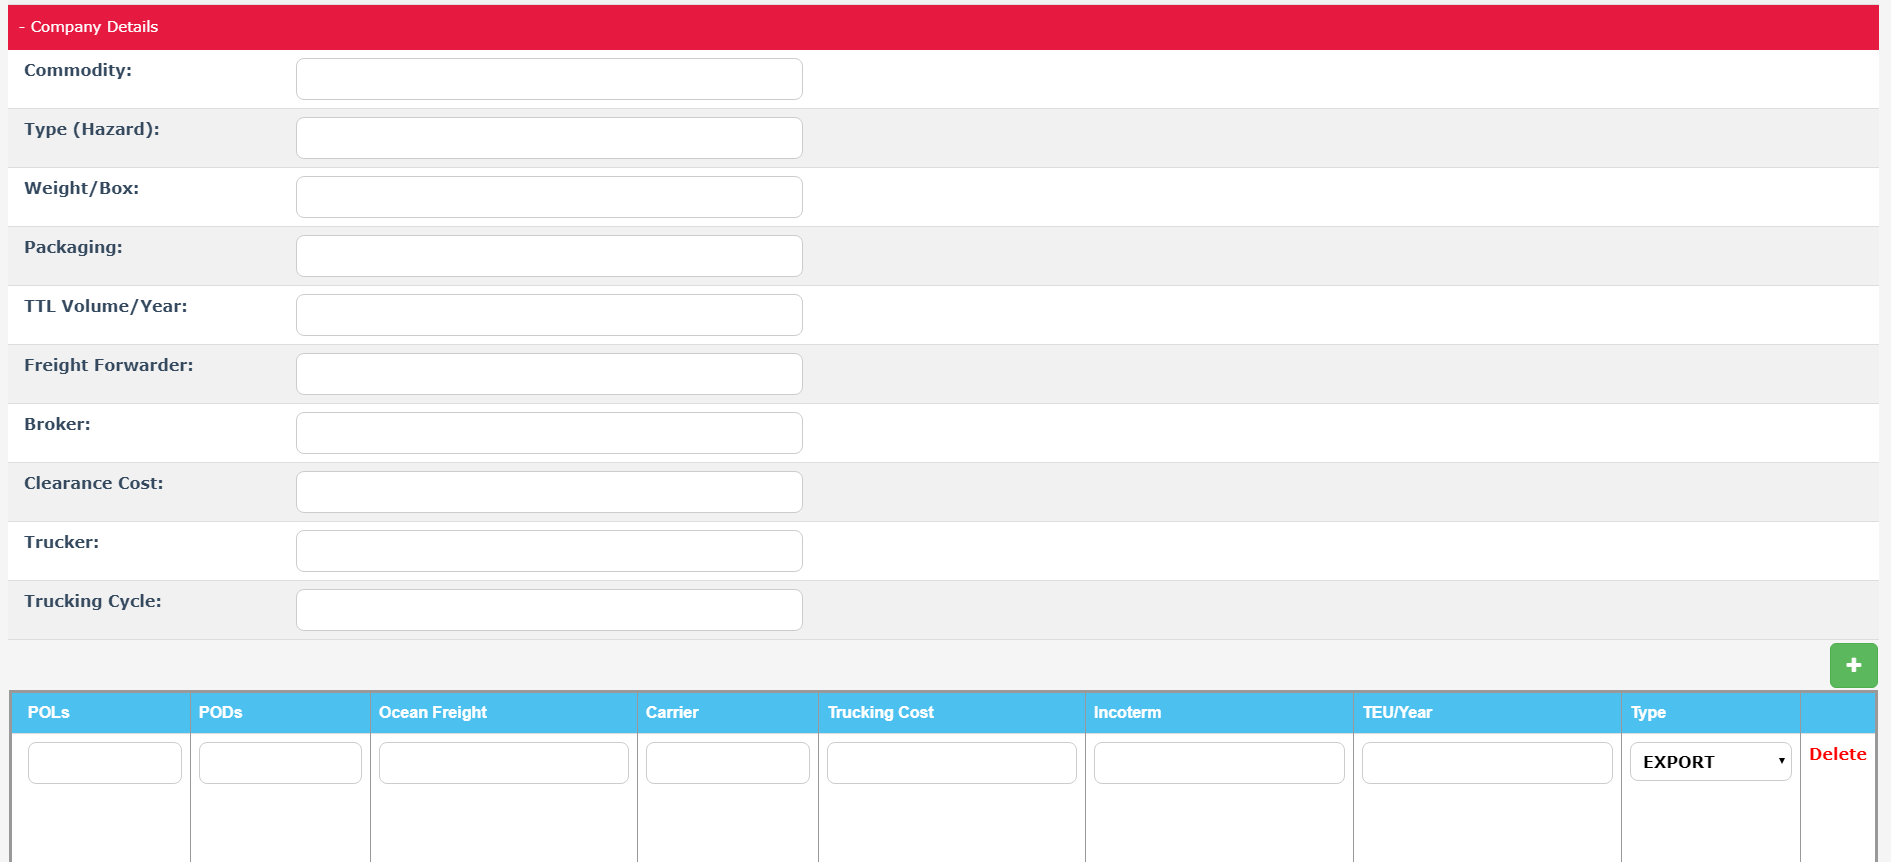 - Company Details
Commodity:
Type (Hazard):
Weight/Box:
Packaging:
TTL Volume/Year:
Freight Forwarder:
Broker:
Clearance Cost:
Trucker:
Trucking Cycle:
+
POLs PODs Ocean Freight Carrier Trucking Cost Incoterm TEU/Year Type
EXPORT Delete